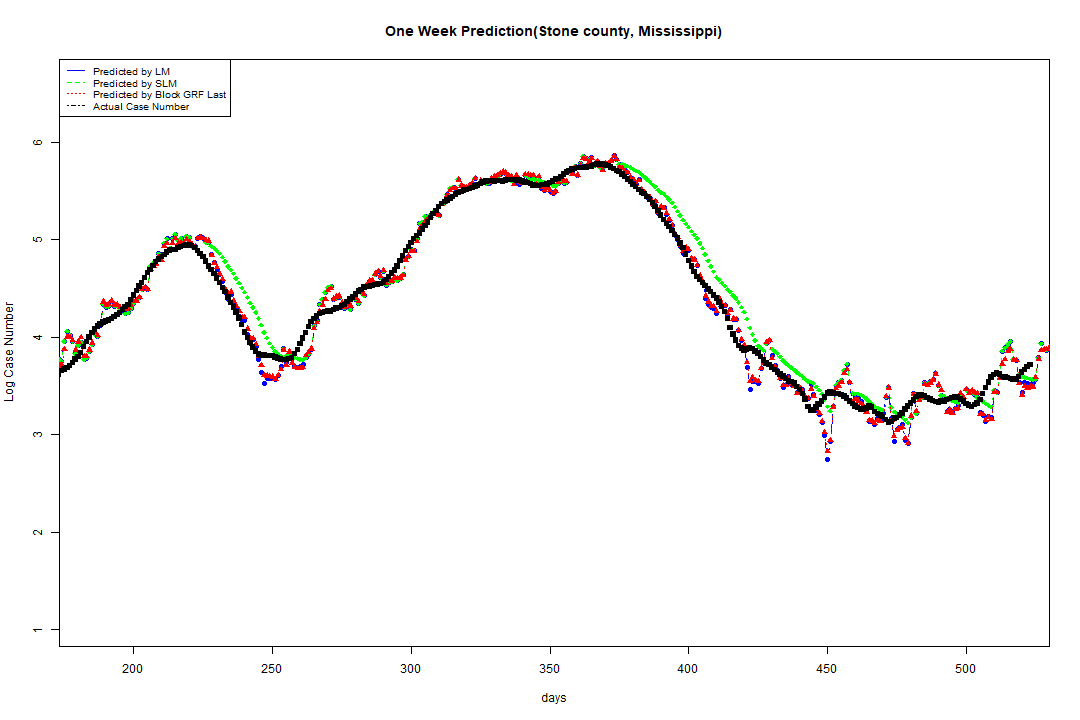 One Week Prediction(Stone county, Mississippi)
Predicted by LM
Predicted by SLM
Predicted by Block GRF Last
Actual Case Number
6
5
4
3
2
1
Log Case Number
200 250 300 350 400 450 500
days